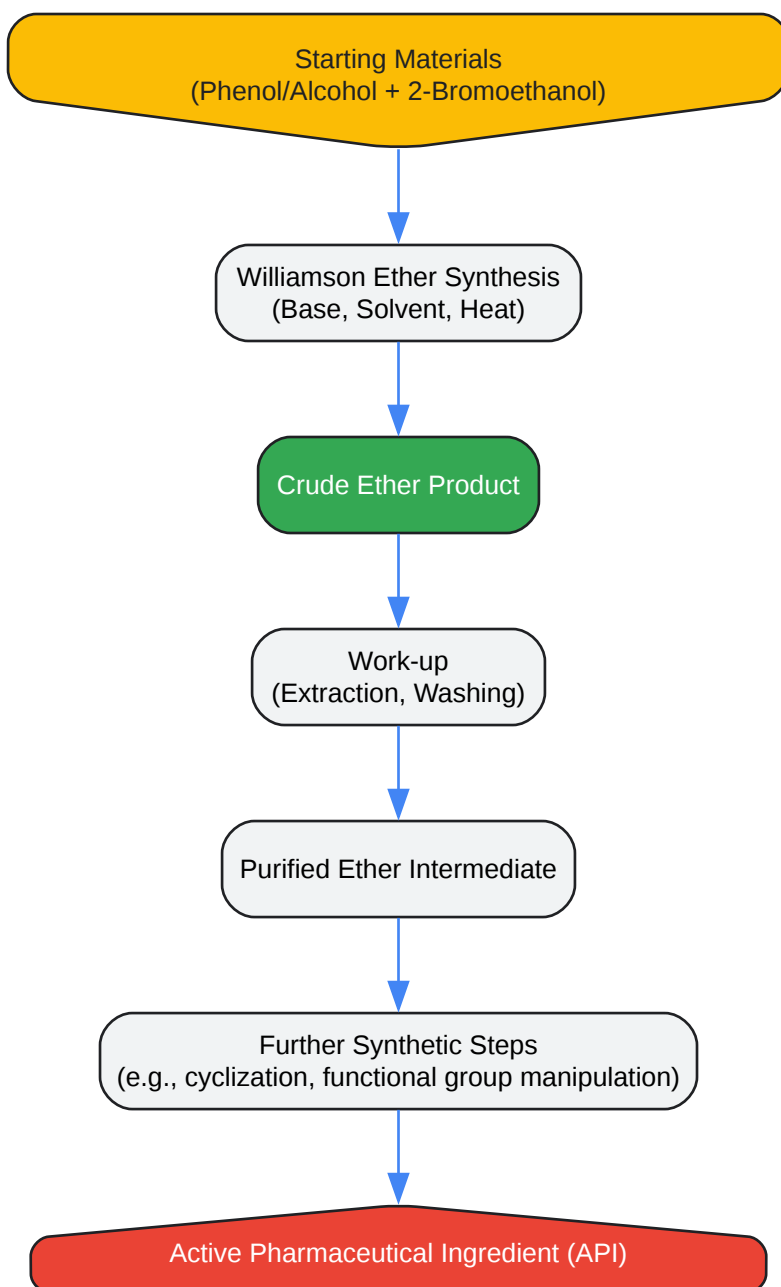 Starting Materials
(Phenol/Alcohol + 2-Bromoethanol)
Williamson Ether Synthesis
(Base, Solvent, Heat)
Crude Ether Product
Work-up
(Extraction, Washing)
Purified Ether Intermediate
Further Synthetic Steps
(e.g., cyclization, functional group manipulation)
Active Pharmaceutical Ingredient (API)